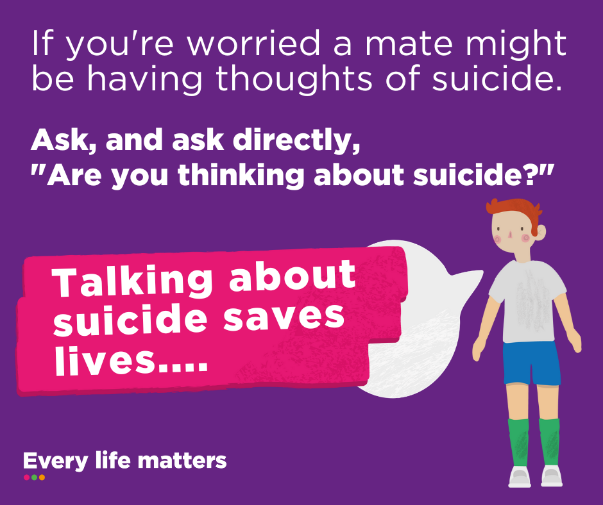 If you're worried a mate might
be having thoughts of suicide.
Ask, and ask directly,
"Are you thinking about suicide?"
Talking about
suicide saves
lives....
Every life matters